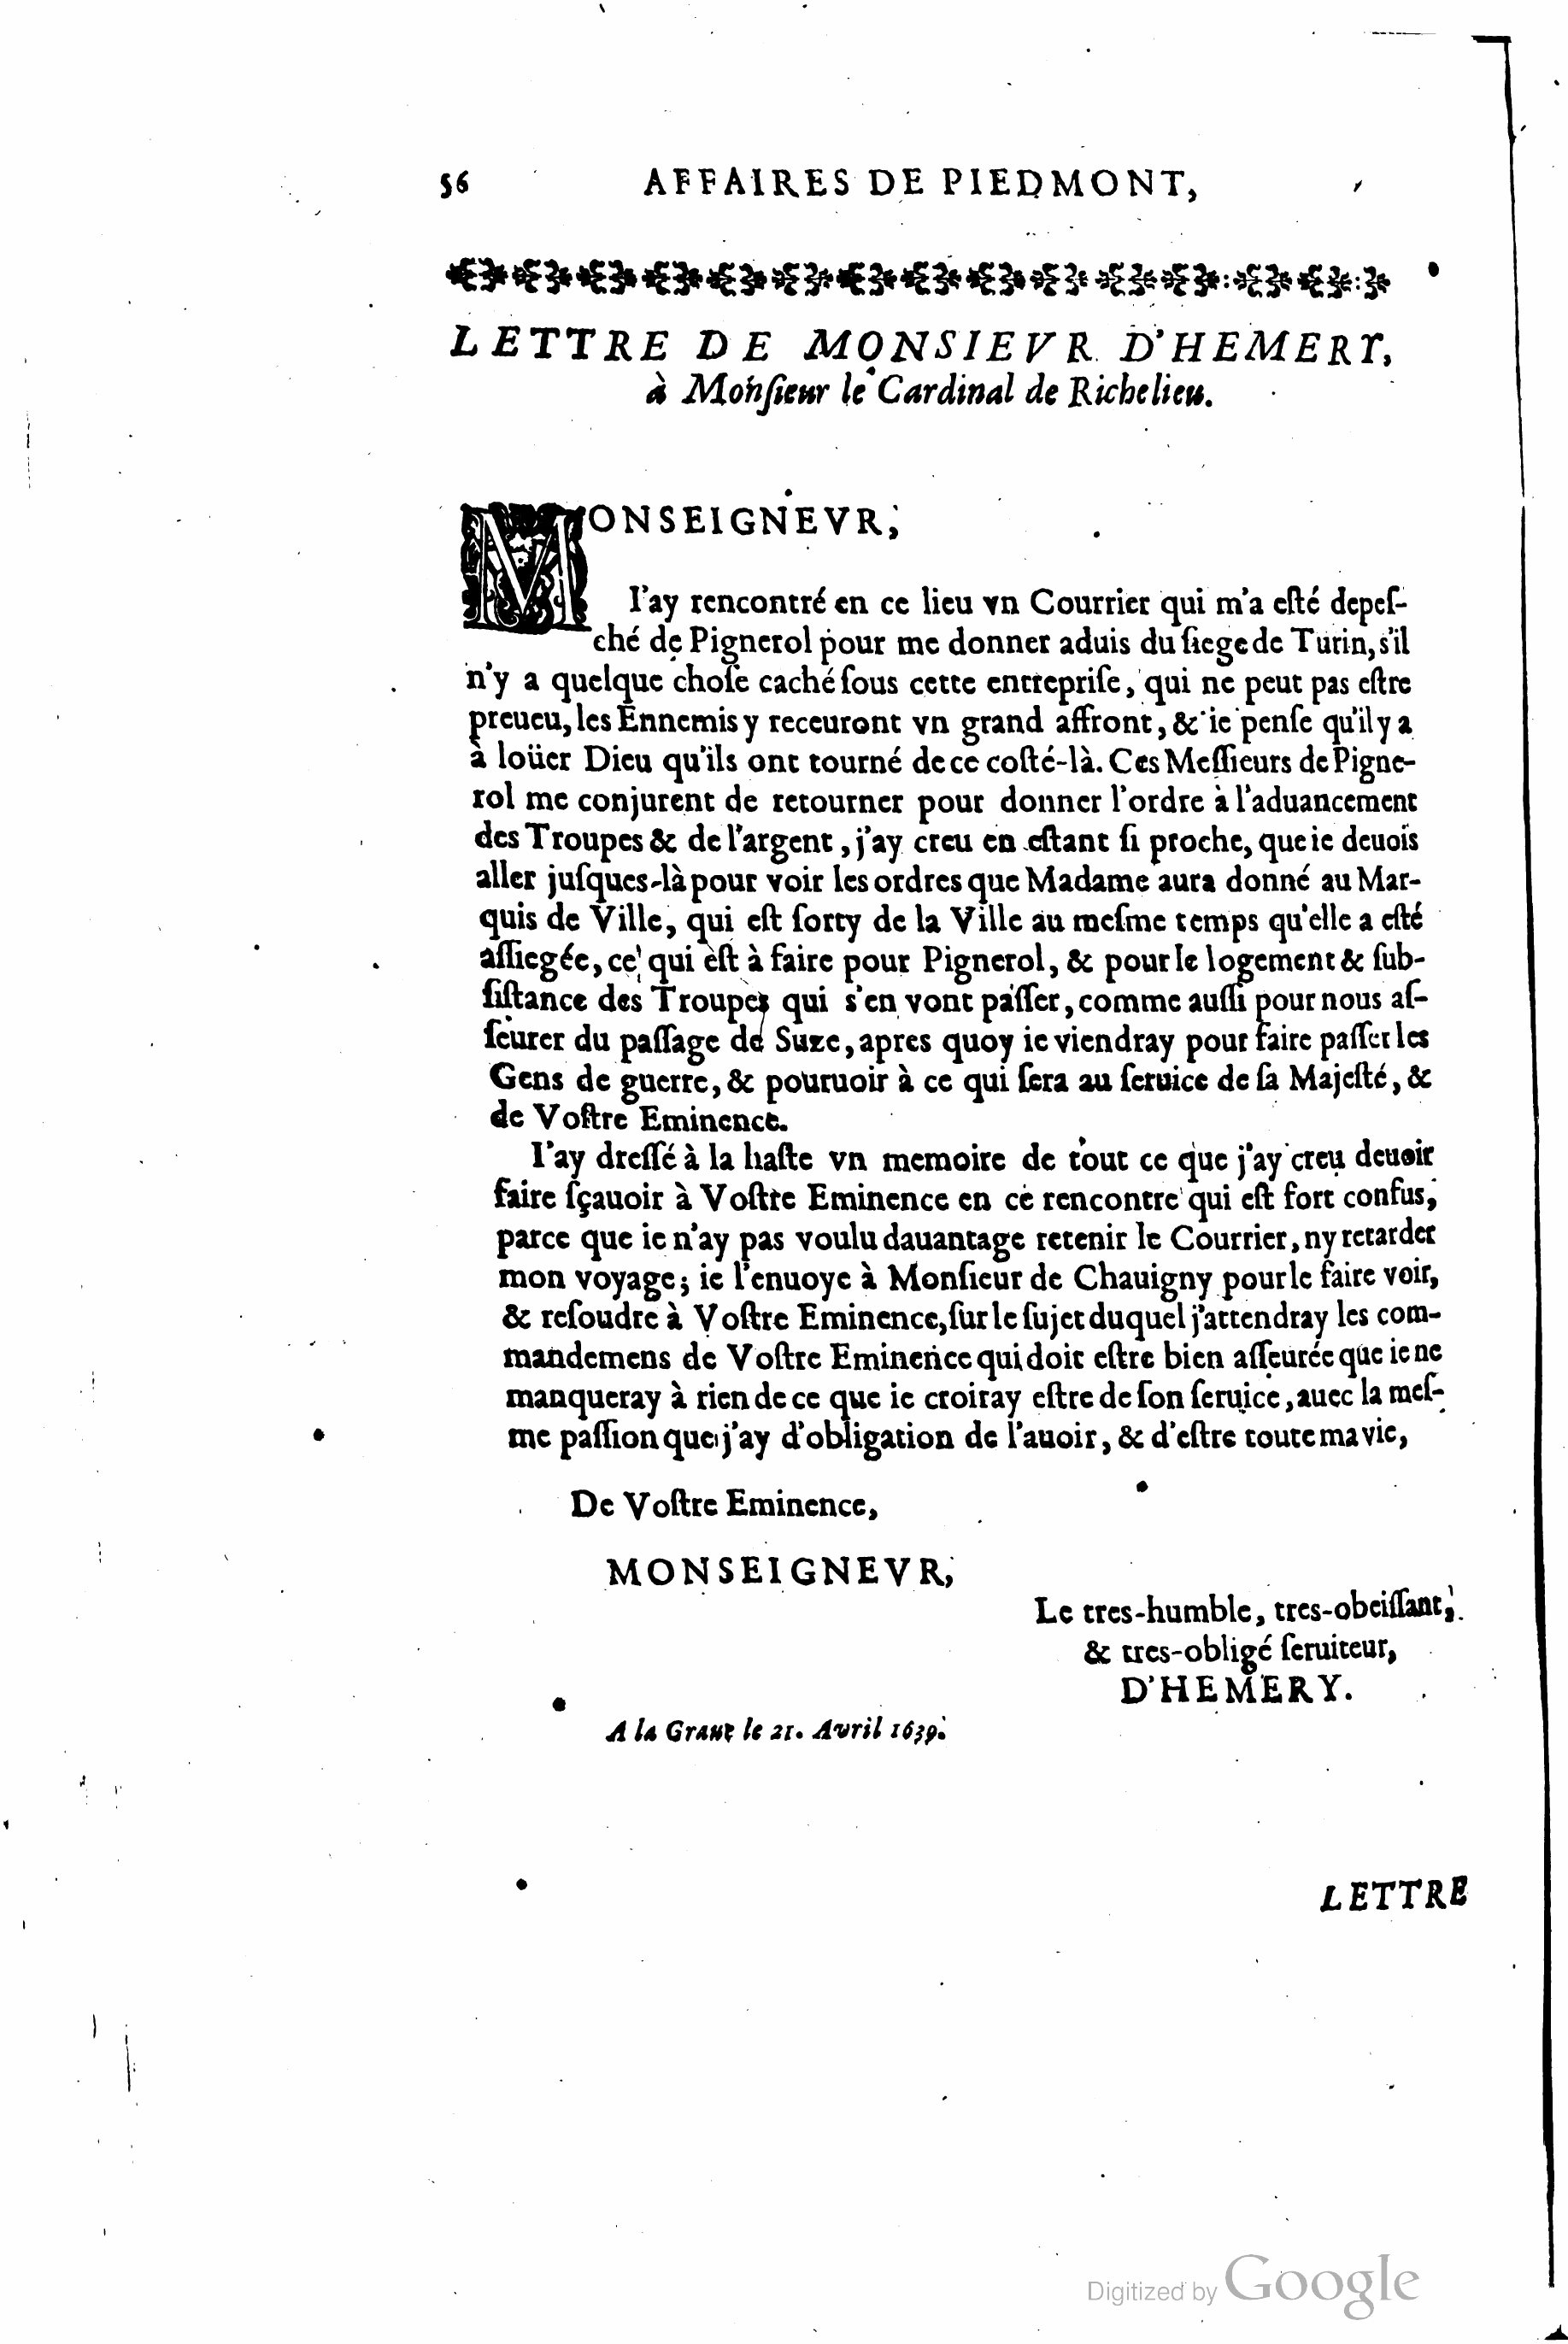 56 AFFAIRES DE PIEDMONT,
LETTRE DE MONSIEVR D'HEMERY,
à Monſieur le Cardinal de Richelieu.
MONSEIGNEVR,
I'ay rencontré en ce lieu vn Courrier qui m'a eſté depeſ-
ché de Pignerol pour me donner aduis du ſiege de Turin, s'il
n'y a quelque choſe caché ſous cette entrepriſe, qui ne peut pas eſtre
preueu, les Ennemis y receuront vn grand affront, & ie penſe qu'il y a
à loüer Dieu qu'ils ont tourné de ce coſté-là. Ces Meſſieurs de Pigne-
rol me conjurent de retourner pour donner l'ordre à l'aduancement
des Troupes & de l'argent, j'ay creu en eſtant ſi proche, que ie deuois
aller juſques-là pour voir les ordres que Madame aura donné au Mar-
quis de Ville, qui eſt ſorty de la Ville au meſme temps qu'elle a eſté
aſſiegée, ce qui eſt à faire pour Pignerol, & pour le logement & ſub-
ſiſtance des Troupes qui s'en vont paſſer, comme auſſi pour nous aſ-
ſeurer du paſſage de Suze, apres quoy ie viendray pour faire paſſer les
Gens de guerre, & pouruoir à ce qui ſera au ſeruice de ſa Majeſté, &
de Voſtre Eminence.
I'ay dreſſé à la haſte vn memoire de tout ce que j'ay creu deuoir
faire ſçauoir à Voſtre Eminence en ce rencontre qui eſt fort confus,
parce que ie n'ay pas voulu dauantage retenir le Courrier, ny retarder
mon voyage; ie l'enuoye à Monſieur de Chauigny pour le faire voir,
& reſoudre à Voſtre Eminence, ſur le ſujet duquel j'attendray les com-
mandemens de Voſtre Eminence qui doit eſtre bien aſſeurée que ie ne
manqueray à rien de ce que ie croiray eſtre de ſon ſeruice, auec la meſ-
me paſſion que j'ay d'obligation de l'auoir, & d'eſtre toute ma vie,
De Voſtre Eminence,
MONSEIGNEVR,
Le tres-humble, tres-obeiſſant,
& tres-obligé ſeruiteur,
D'HEMERY.
A la Graue le 21. Avril 1639.
LETTRE
Digitized by Google